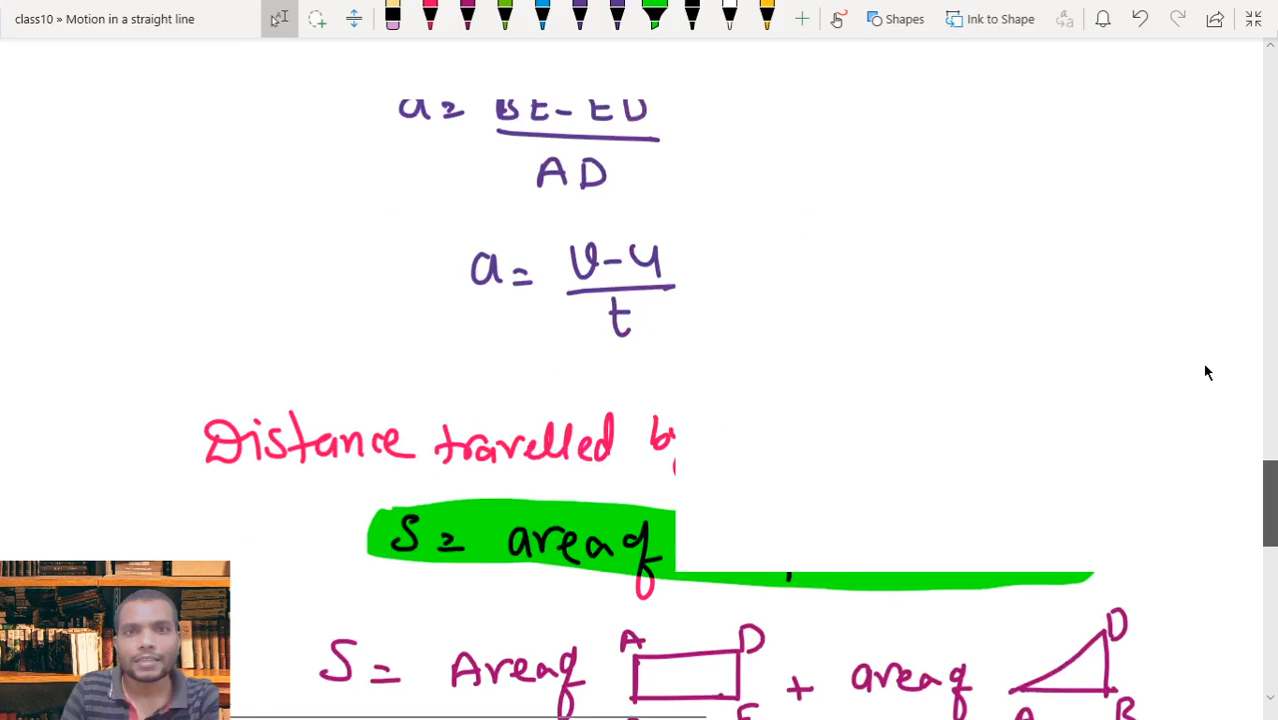 class10 » Motion in a straight line
Shapes
Ink to Shape
a = BE - ED
AD
a = v - u
t
Distance travelled
S = area of
S = Area of A D + area of D
A B